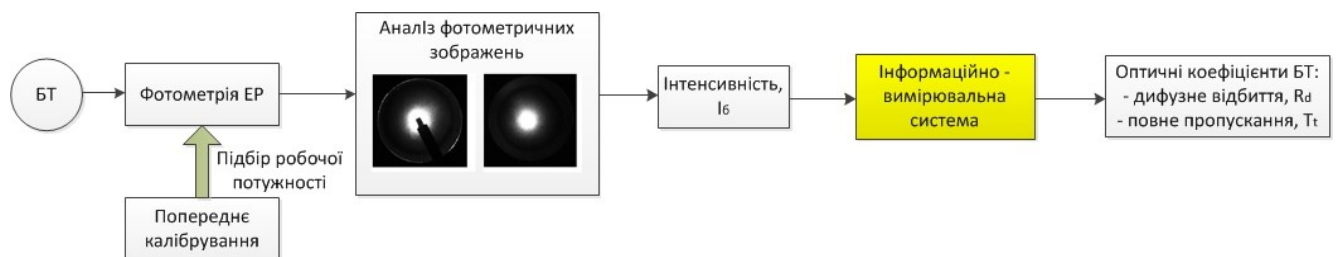 БТ
Фотометрія ЕР
Підбір робочої
потужності
Попереднє
калібрування
Аналіз фотометричних
зображень
Інтенсивність,
Iб
Інформаційно -
вимірювальна
система
Оптичні коефіцієнти БТ:
- дифузне відбиття, Rd
- повне пропускання, Tt